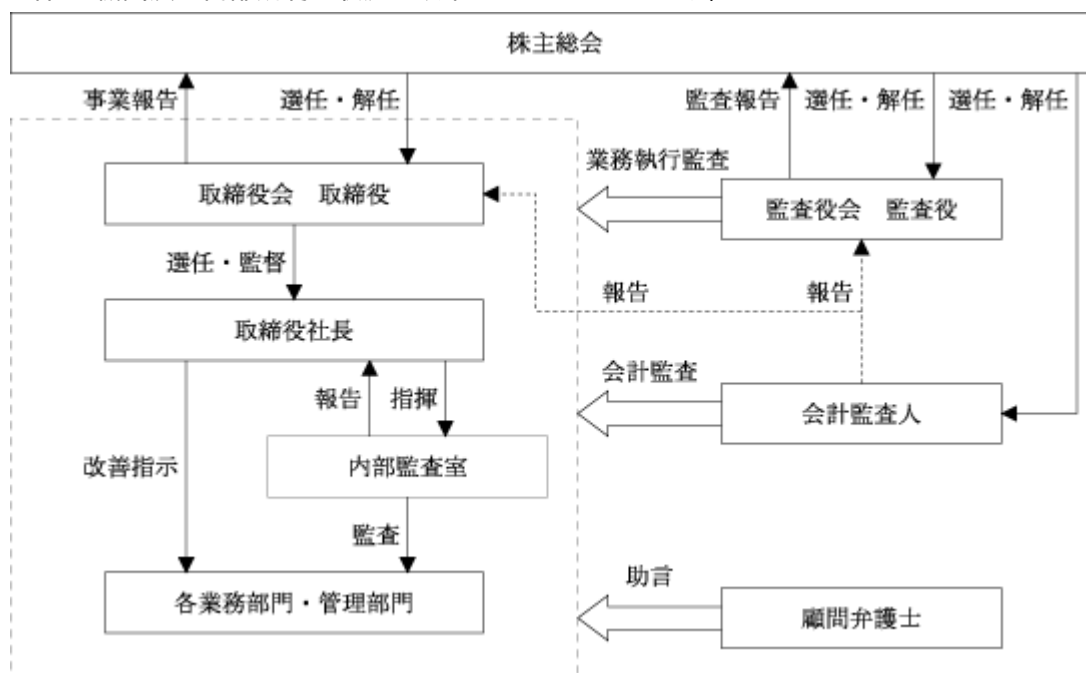 株主総会
事業報告
選任・解任
監査報告
選任・解任
選任・解任
業務執行監査
取締役会 取締役
監査役会 監査役
選任・監督
報告
報告
取締役社長
会計監査
報告
指揮
会計監査人
改善指示
内部監査室
監査
助言
各業務部門・管理部門
顧問弁護士